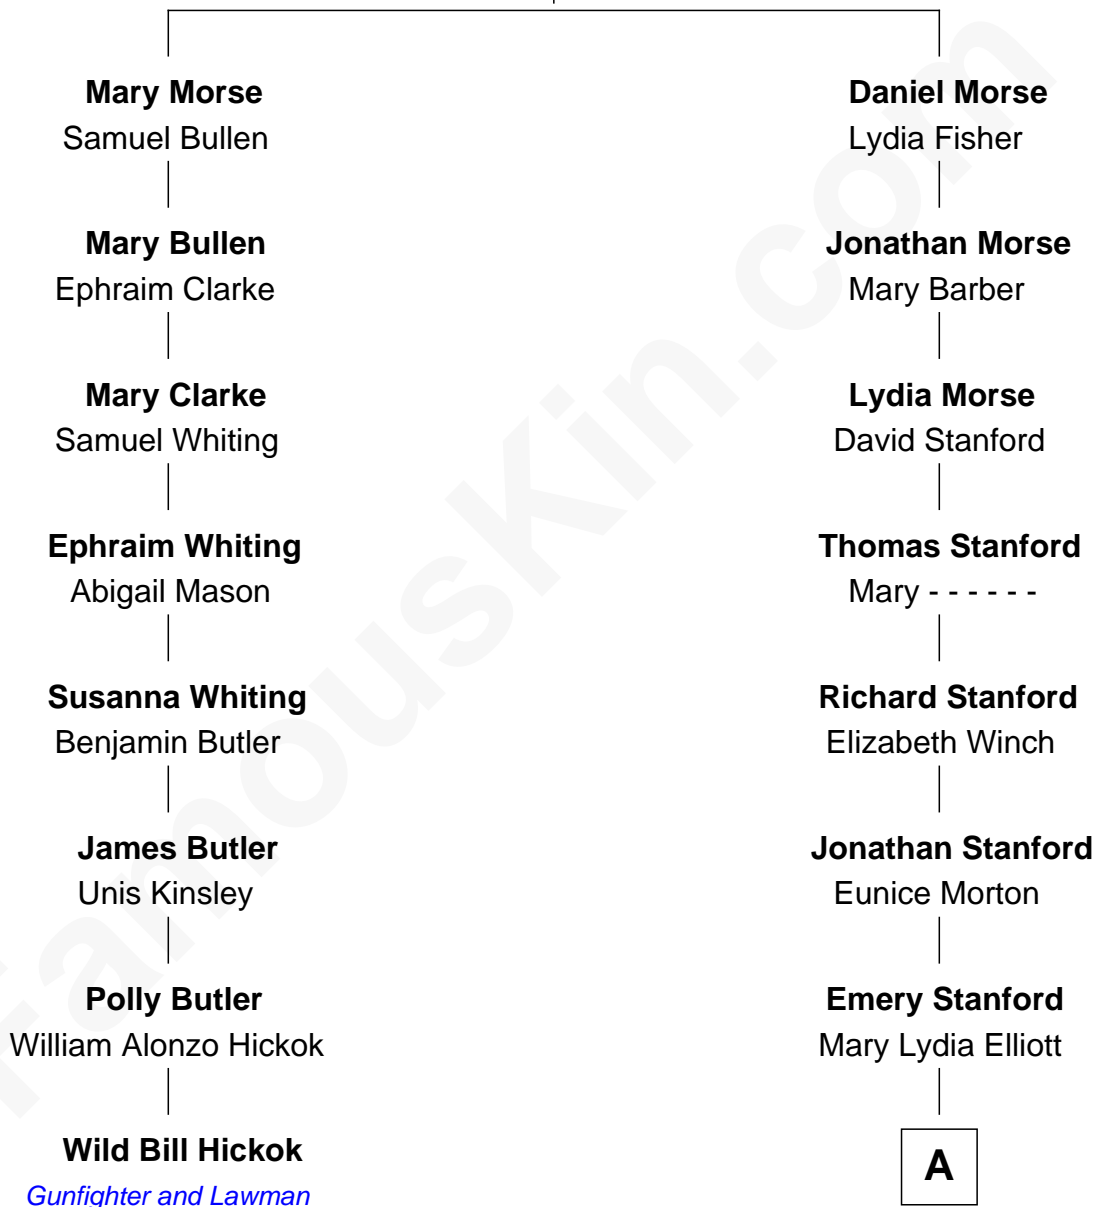 Mary Morse
Samuel Bullen
Mary Bullen
Ephraim Clarke
Mary Clarke
Samuel Whiting
Ephraim Whiting
Abigail Mason
Susanna Whiting
Benjamin Butler
James Butler
Unis Kinsley
Polly Butler
William Alonzo Hickok
Wild Bill Hickok
Gunfighter and Lawman
Daniel Morse
Lydia Fisher
Jonathan Morse
Mary Barber
Lydia Morse
David Stanford
Thomas Stanford
Mary - - - - - -
Richard Stanford
Elizabeth Winch
Jonathan Stanford
Eunice Morton
Emery Stanford
Mary Lydia Elliott
A
FamousKin.com